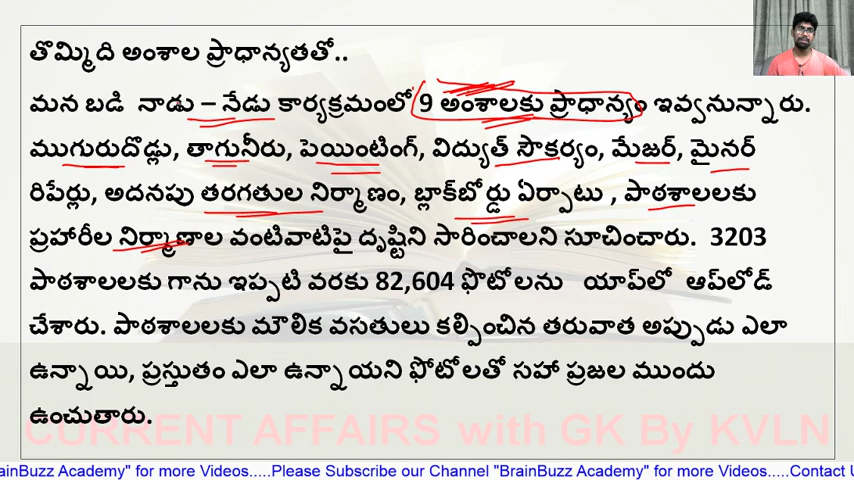 తొమ్మిది అంశాల ప్రాధాన్యతతో..
మన బడి నాడు – నేడు కార్యక్రమంలో 9 అంశాలకు ప్రాధాన్యం ఇవ్వనున్నారు.
ముగురుదొడ్లు, తాగునీరు, పెయింటింగ్, విద్యుత్ సౌకర్యం, మేజర్, మైనర్
రిపేర్లు, అదనపు తరగతుల నిర్మాణం, బ్లాక్‌బోర్డు ఏర్పాటు , పాఠశాలలకు
ప్రహారీల నిర్మాణాల వంటివాటిపై దృష్టిని సారించాలని సూచించారు. 3203
పాఠశాలలకు గాను ఇప్పటి వరకు 82,604 ఫొటోలను యాప్‌లో ఆప్‌లోడ్
చేశారు. పాఠశాలలకు మౌలిక వసతులు కల్పించిన తరువాత అప్పుడు ఎలా
ఉన్నాయి, ప్రస్తుతం ఎలా ఉన్నాయని ఫోటోలతో సహా ప్రజల ముందు
ఉంచుతారు.
CURRENT AFFAIRS with GK By KVLN
ainBuzz Academy" for more Videos.....Please Subscribe our Channel "BrainBuzz Academy" for more Videos.....Contact U